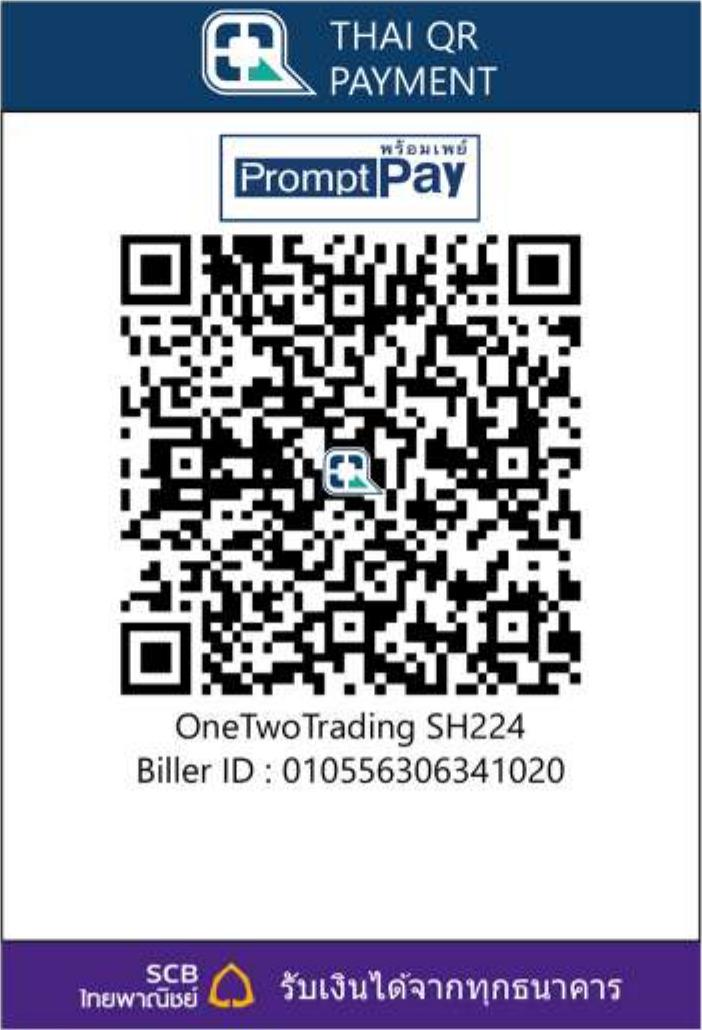 THAI QR
PAYMENT
พร้อมเพย์
PromptPay
OneTwoTrading SH224
Biller ID : 010556306341020
SCB
ไทยพาณิชย์
รับเงินได้จากทุกธนาคาร